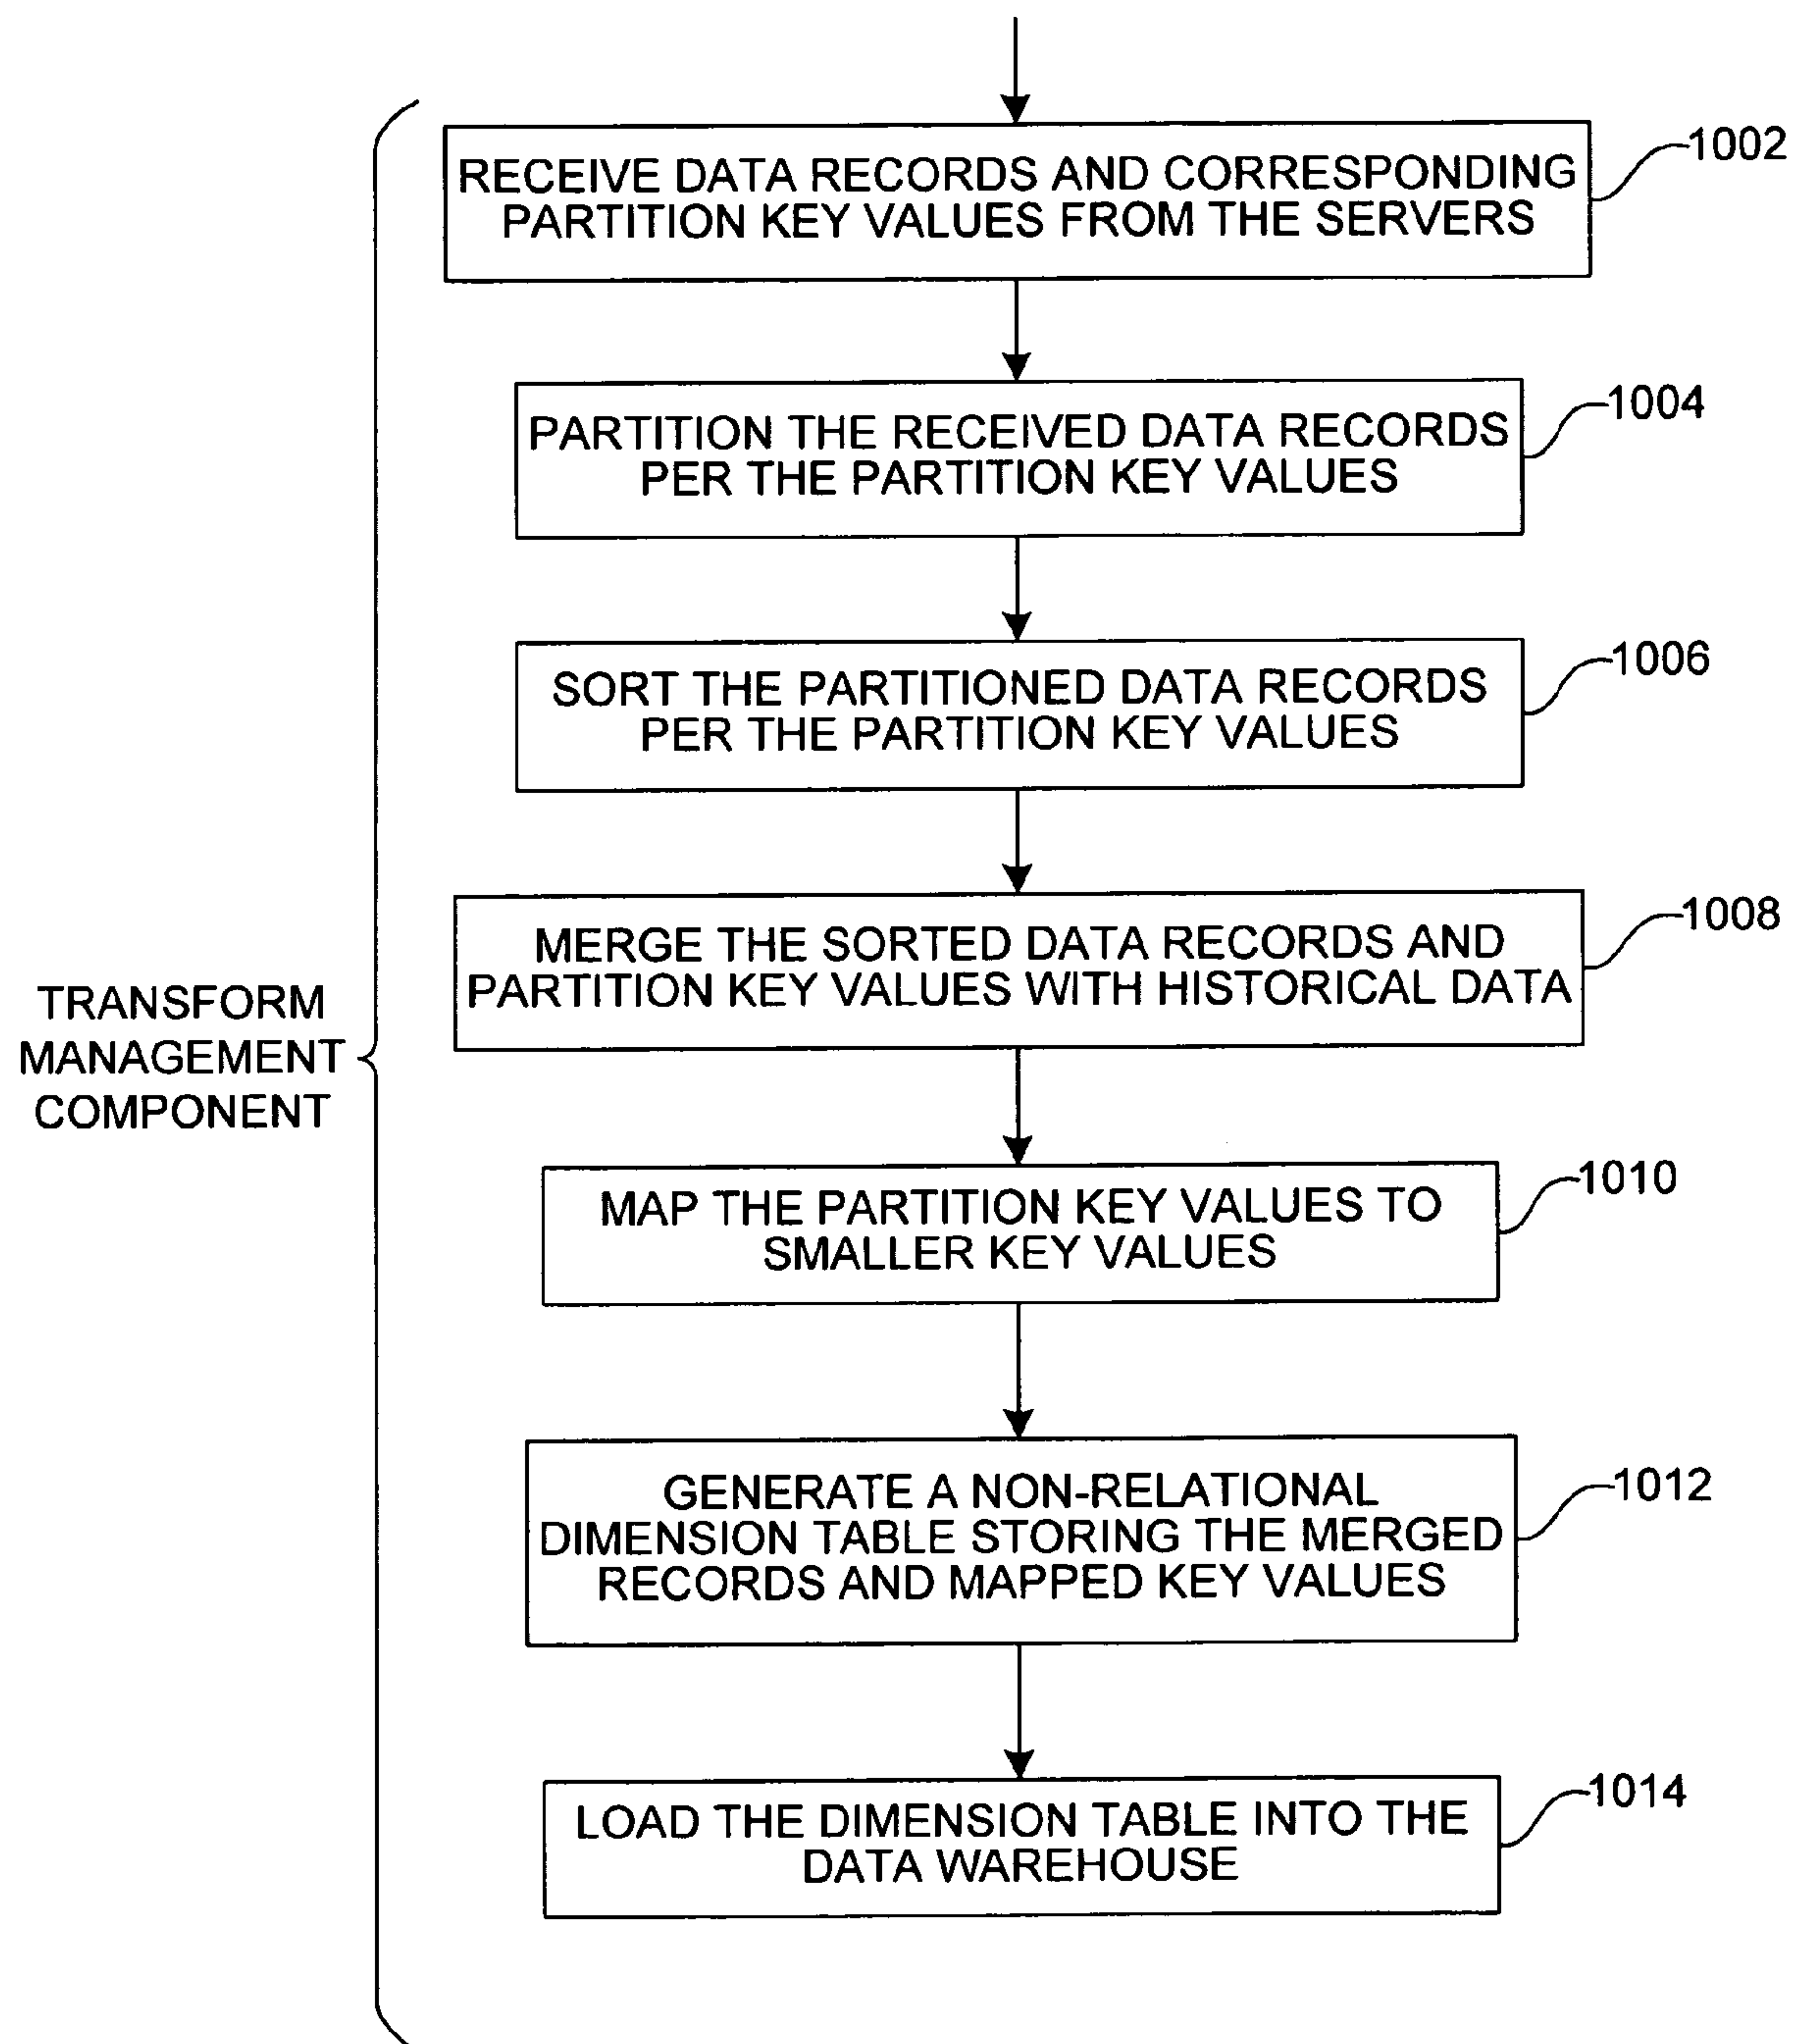 RECEIVE DATA RECORDS AND CORRESPONDING
PARTITION KEY VALUES FROM THE SERVERS
1002
PARTITION THE RECEIVED DATA RECORDS
PER THE PARTITION KEY VALUES
1004
SORT THE PARTITIONED DATA RECORDS
PER THE PARTITION KEY VALUES
1006
MERGE THE SORTED DATA RECORDS AND
PARTITION KEY VALUES WITH HISTORICAL DATA
1008
TRANSFORM
MANAGEMENT
COMPONENT
MAP THE PARTITION KEY VALUES TO
SMALLER KEY VALUES
1010
GENERATE A NON-RELATIONAL
DIMENSION TABLE STORING THE MERGED
RECORDS AND MAPPED KEY VALUES
1012
LOAD THE DIMENSION TABLE INTO THE
DATA WAREHOUSE
1014